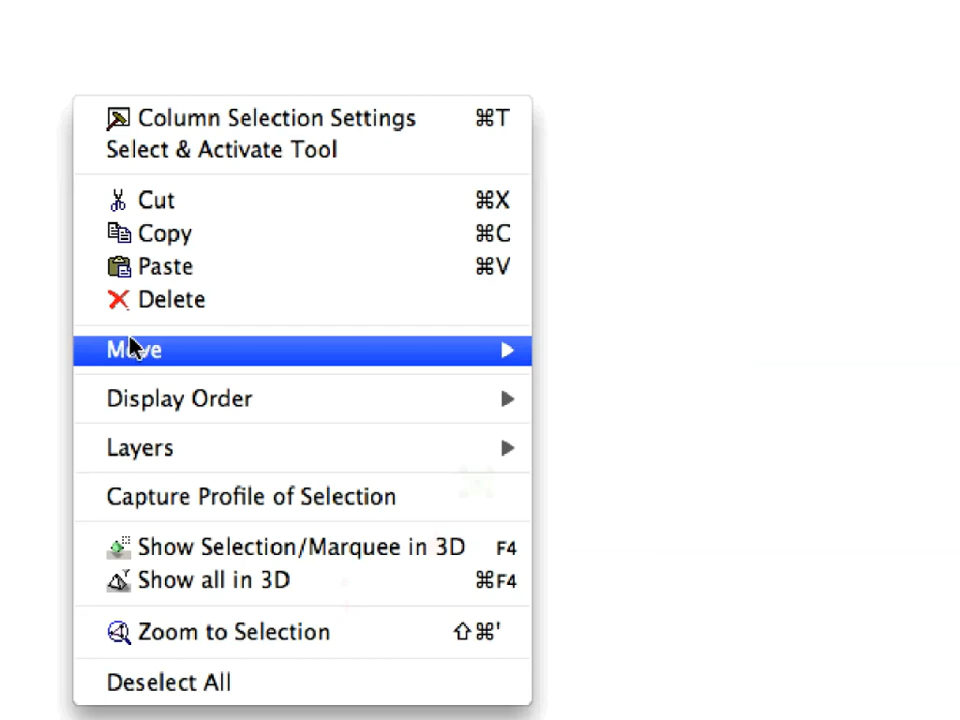 Column Selection Settings ⌘T
Select & Activate Tool
Cut ⌘X
Copy ⌘C
Paste ⌘V
Delete
Move
Display Order
Layers
Capture Profile of Selection
Show Selection/Marquee in 3D F4
Show all in 3D ⌘F4
Zoom to Selection ⇧⌘'
Deselect All